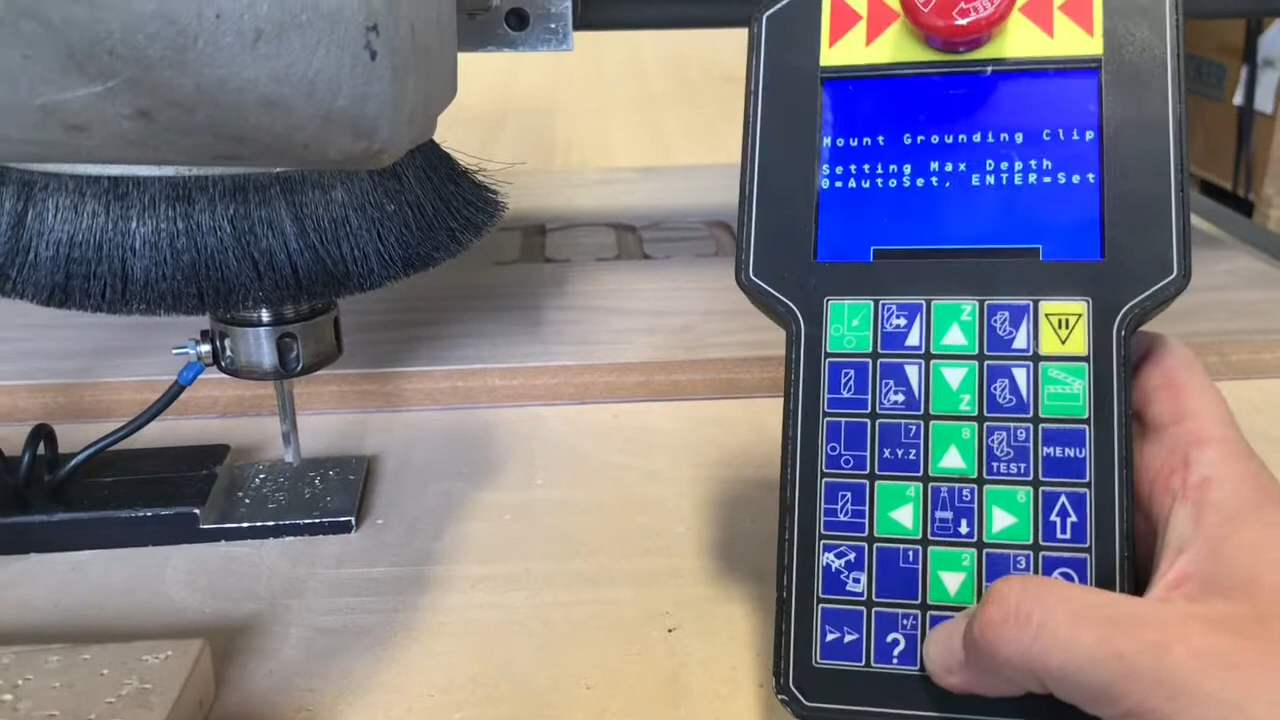 RESET
Mount Grounding Clip
Setting Max Depth
0=AutoSet, ENTER=Set
Z
Z
7
X.Y.Z
8
9
TEST
MENU
4
5
6
1
2
3
+/-
?